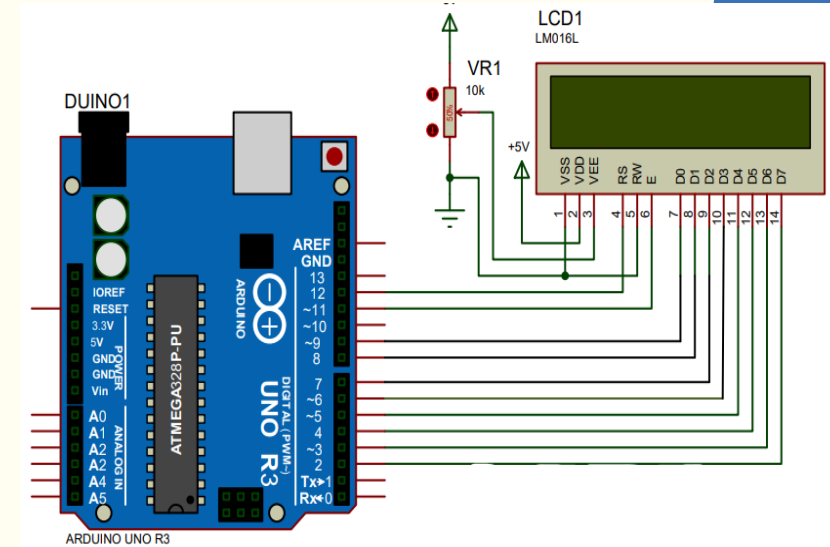 LCD1
LM016L
VR1
10k
50%
DUINO1
+5V
VSS
VDD
VEE
RS
RW
E
D0
D1
D2
D3
D4
D5
D6
D7
1
2
3
4
5
6
7
8
9
10
11
12
13
14
AREF
GND
13
12
~11
~10
~9
8
7
~6
~5
4
~3
2
Tx 1
Rx 0
IOREF
RESET
3.3V
5V
GND
GND
Vin
POWER
A0
A1
A2
A2
A4
A5
ANALOG IN
ATMEGA328P-PU
ARDUINO
UNO R3
DIGITAL (PWM~)
ARDUINO UNO R3